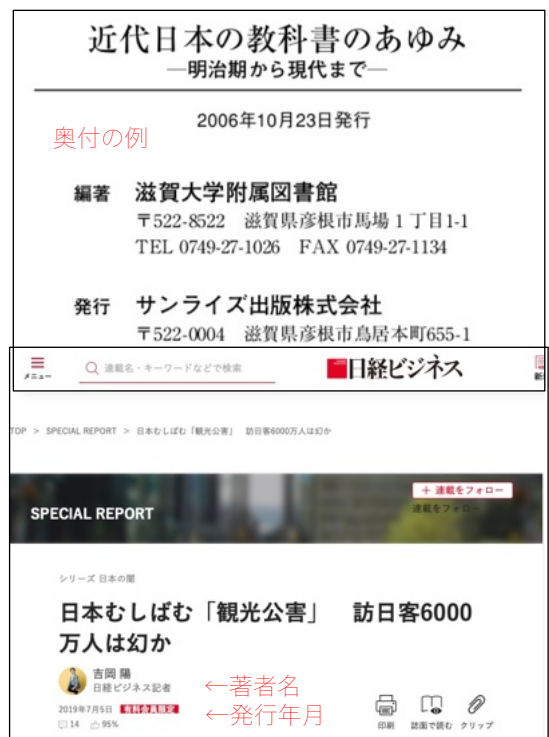 近代日本の教科書のあゆみ
―明治期から現代まで―
2006年10月23日発行
奥付の例
編著 滋賀大学附属図書館
〒522-8522 滋賀県彦根市馬場1丁目1-1
TEL 0749-27-1026 FAX 0749-27-1134
発行 サンライズ出版株式会社
〒522-0004 滋賀県彦根市鳥居本町655-1
メニュー
連載名・キーワードなどで検索
日経ビジネス
TOP > SPECIAL REPORT > 日本むしばむ「観光公害」 訪日客6000万人は幻か
+ 連載をフォロー
連載をフォロー
SPECIAL REPORT
シリーズ 日本の闇
日本むしばむ「観光公害」 訪日客6000
万人は幻か
吉岡 陽
日経ビジネス記者
←著者名
2019年7月5日 有料会員限定
←発行年月
14 95%
印刷 誌面で読む クリップ